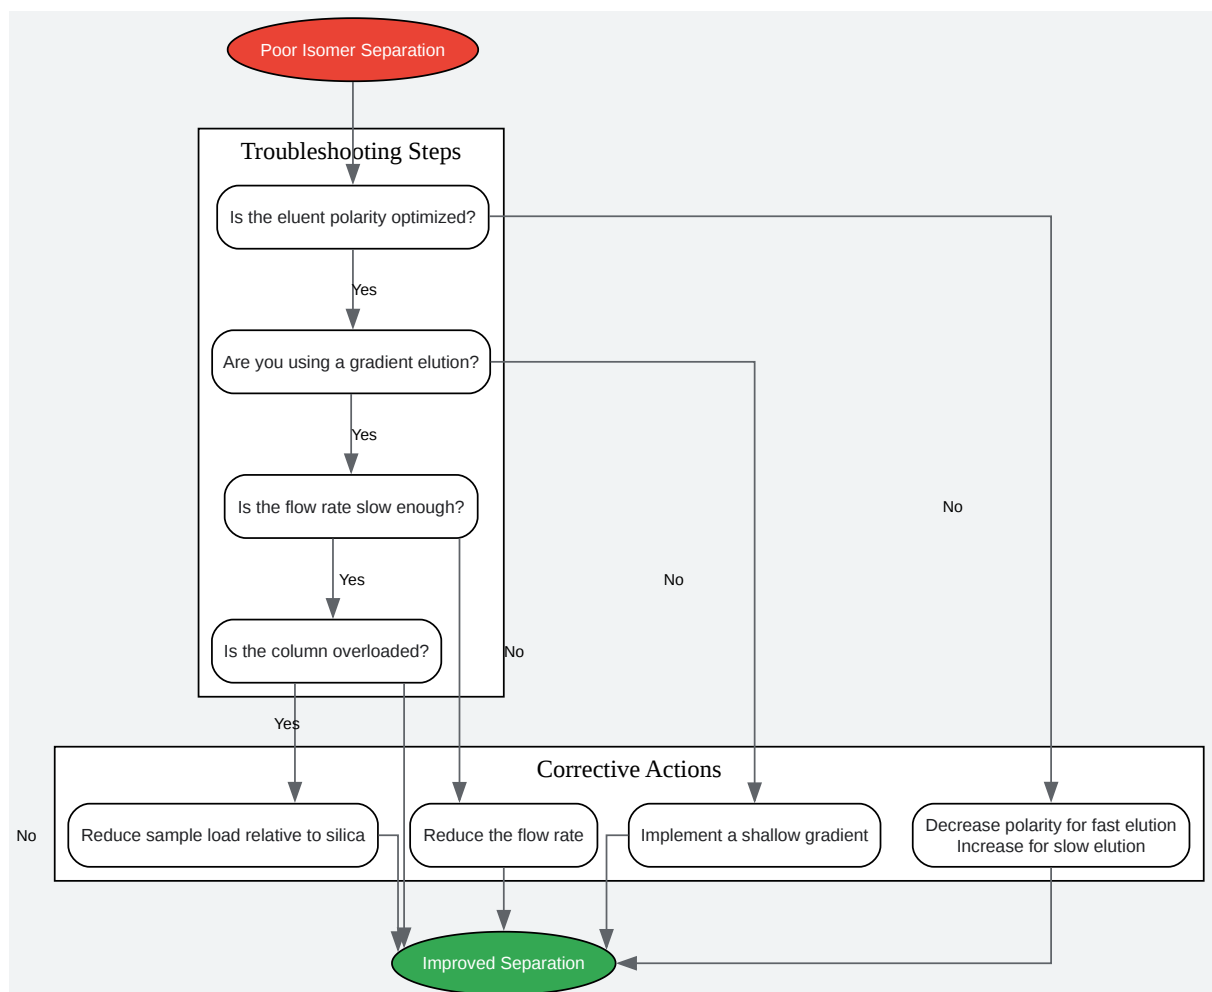 Poor Isomer Separation
Troubleshooting Steps
Is the eluent polarity optimized?
Yes
Are you using a gradient elution?
Yes
Is the flow rate slow enough?
No
Yes
No
Is the column overloaded?
No
Yes
Corrective Actions
No
Reduce sample load relative to silica
Reduce the flow rate
Implement a shallow gradient
Decrease polarity for fast elution
Increase for slow elution
Improved Separation